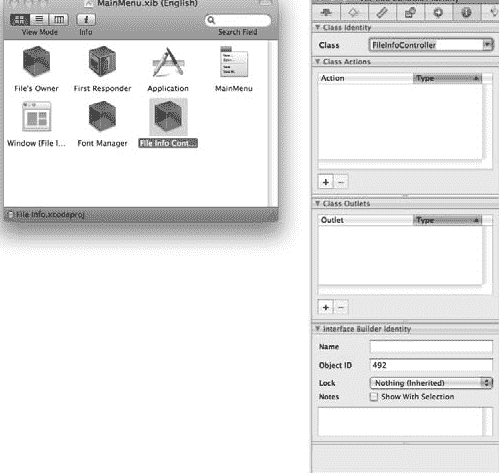 MainMenu.xib (English)
View Mode
Info
Search Field
File's Owner
First Responder
Application
MainMenu
Window (File I...
Font Manager
File Info Cont...
File Info.xcodeproj
Class Identity
Class FileInfoController
Class Actions
Action Type
+ −
Class Outlets
Outlet Type
+ −
Interface Builder Identity
Name
Object ID 492
Lock Nothing (Inherited)
Notes Show With Selection